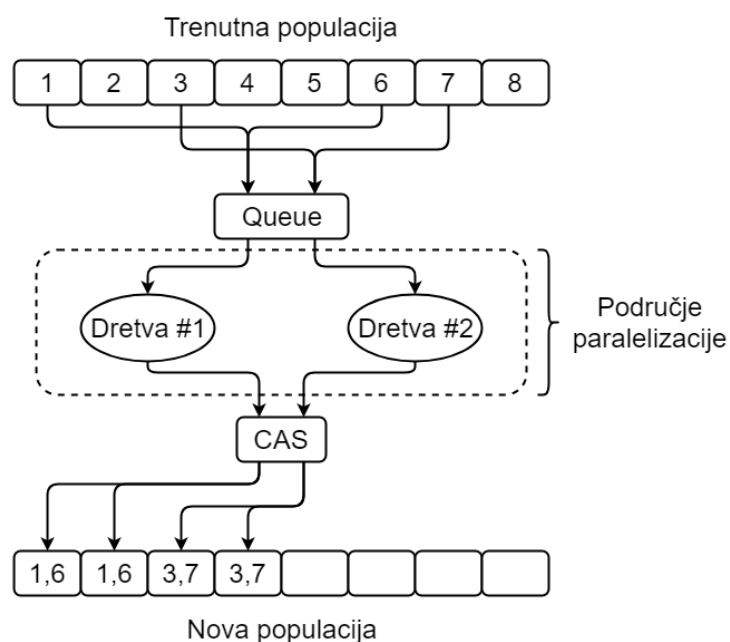 Trenutna populacija
1 2 3 4 5 6 7 8
Queue
Dretva #1 Dretva #2
Područje
paralelizacije
CAS
1,6 1,6 3,7 3,7
Nova populacija